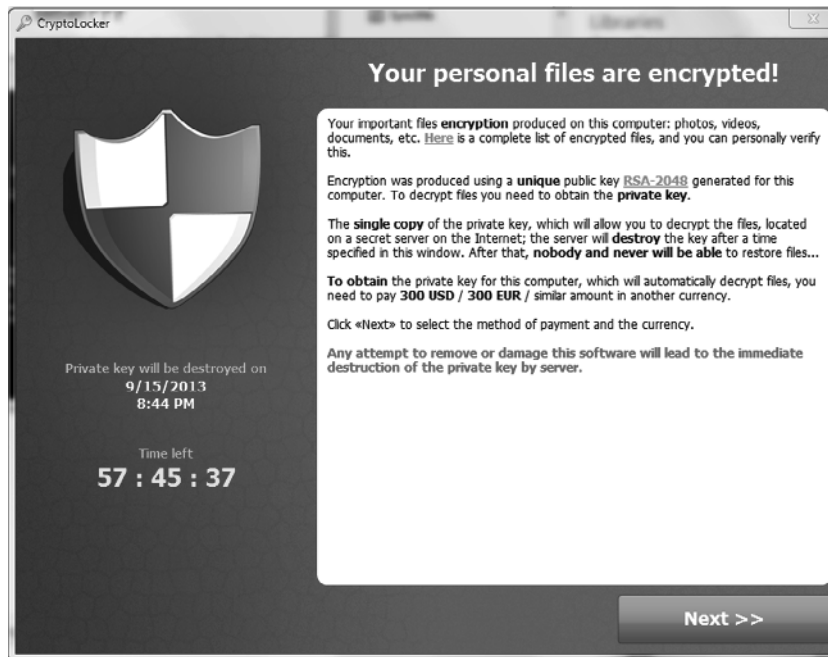 CryptoLocker
Your personal files are encrypted!
Your important files encryption produced on this computer: photos, videos,
documents, etc. Here is a complete list of encrypted files, and you can personally verify
this.
Encryption was produced using a unique public key RSA-2048 generated for this
computer. To decrypt files you need to obtain the private key.
The single copy of the private key, which will allow you to decrypt the files, located
on a secret server on the Internet; the server will destroy the key after a time
specified in this window. After that, nobody and never will be able to restore files...
To obtain the private key for this computer, which will automatically decrypt files, you
need to pay 300 USD / 300 EUR / similar amount in another currency.
Click «Next» to select the method of payment and the currency.
Any attempt to remove or damage this software will lead to the immediate
destruction of the private key by server.
Private key will be destroyed on
9/15/2013
8:44 PM
Time left
57 : 45 : 37
Next >>
Libraries